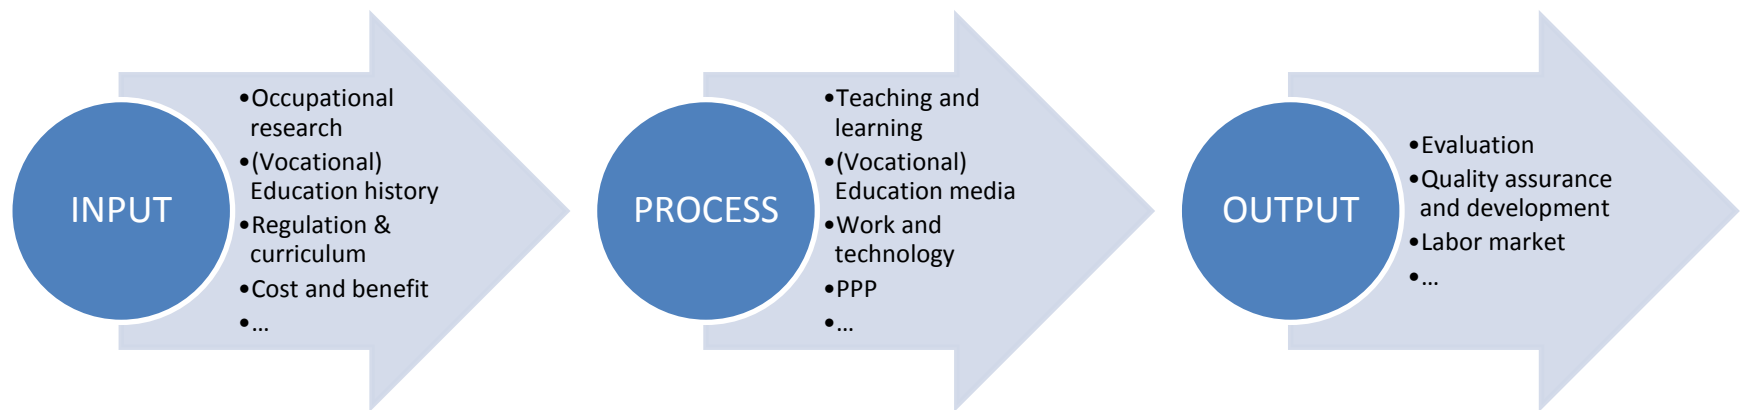 INPUT
•Occupational
research
•(Vocational)
Education history
•Regulation &
curriculum
•Cost and benefit
•...
PROCESS
•Teaching and
learning
•(Vocational)
Education media
•Work and
technology
•PPP
•...
OUTPUT
•Evaluation
•Quality assurance
and development
•Labor market
•...